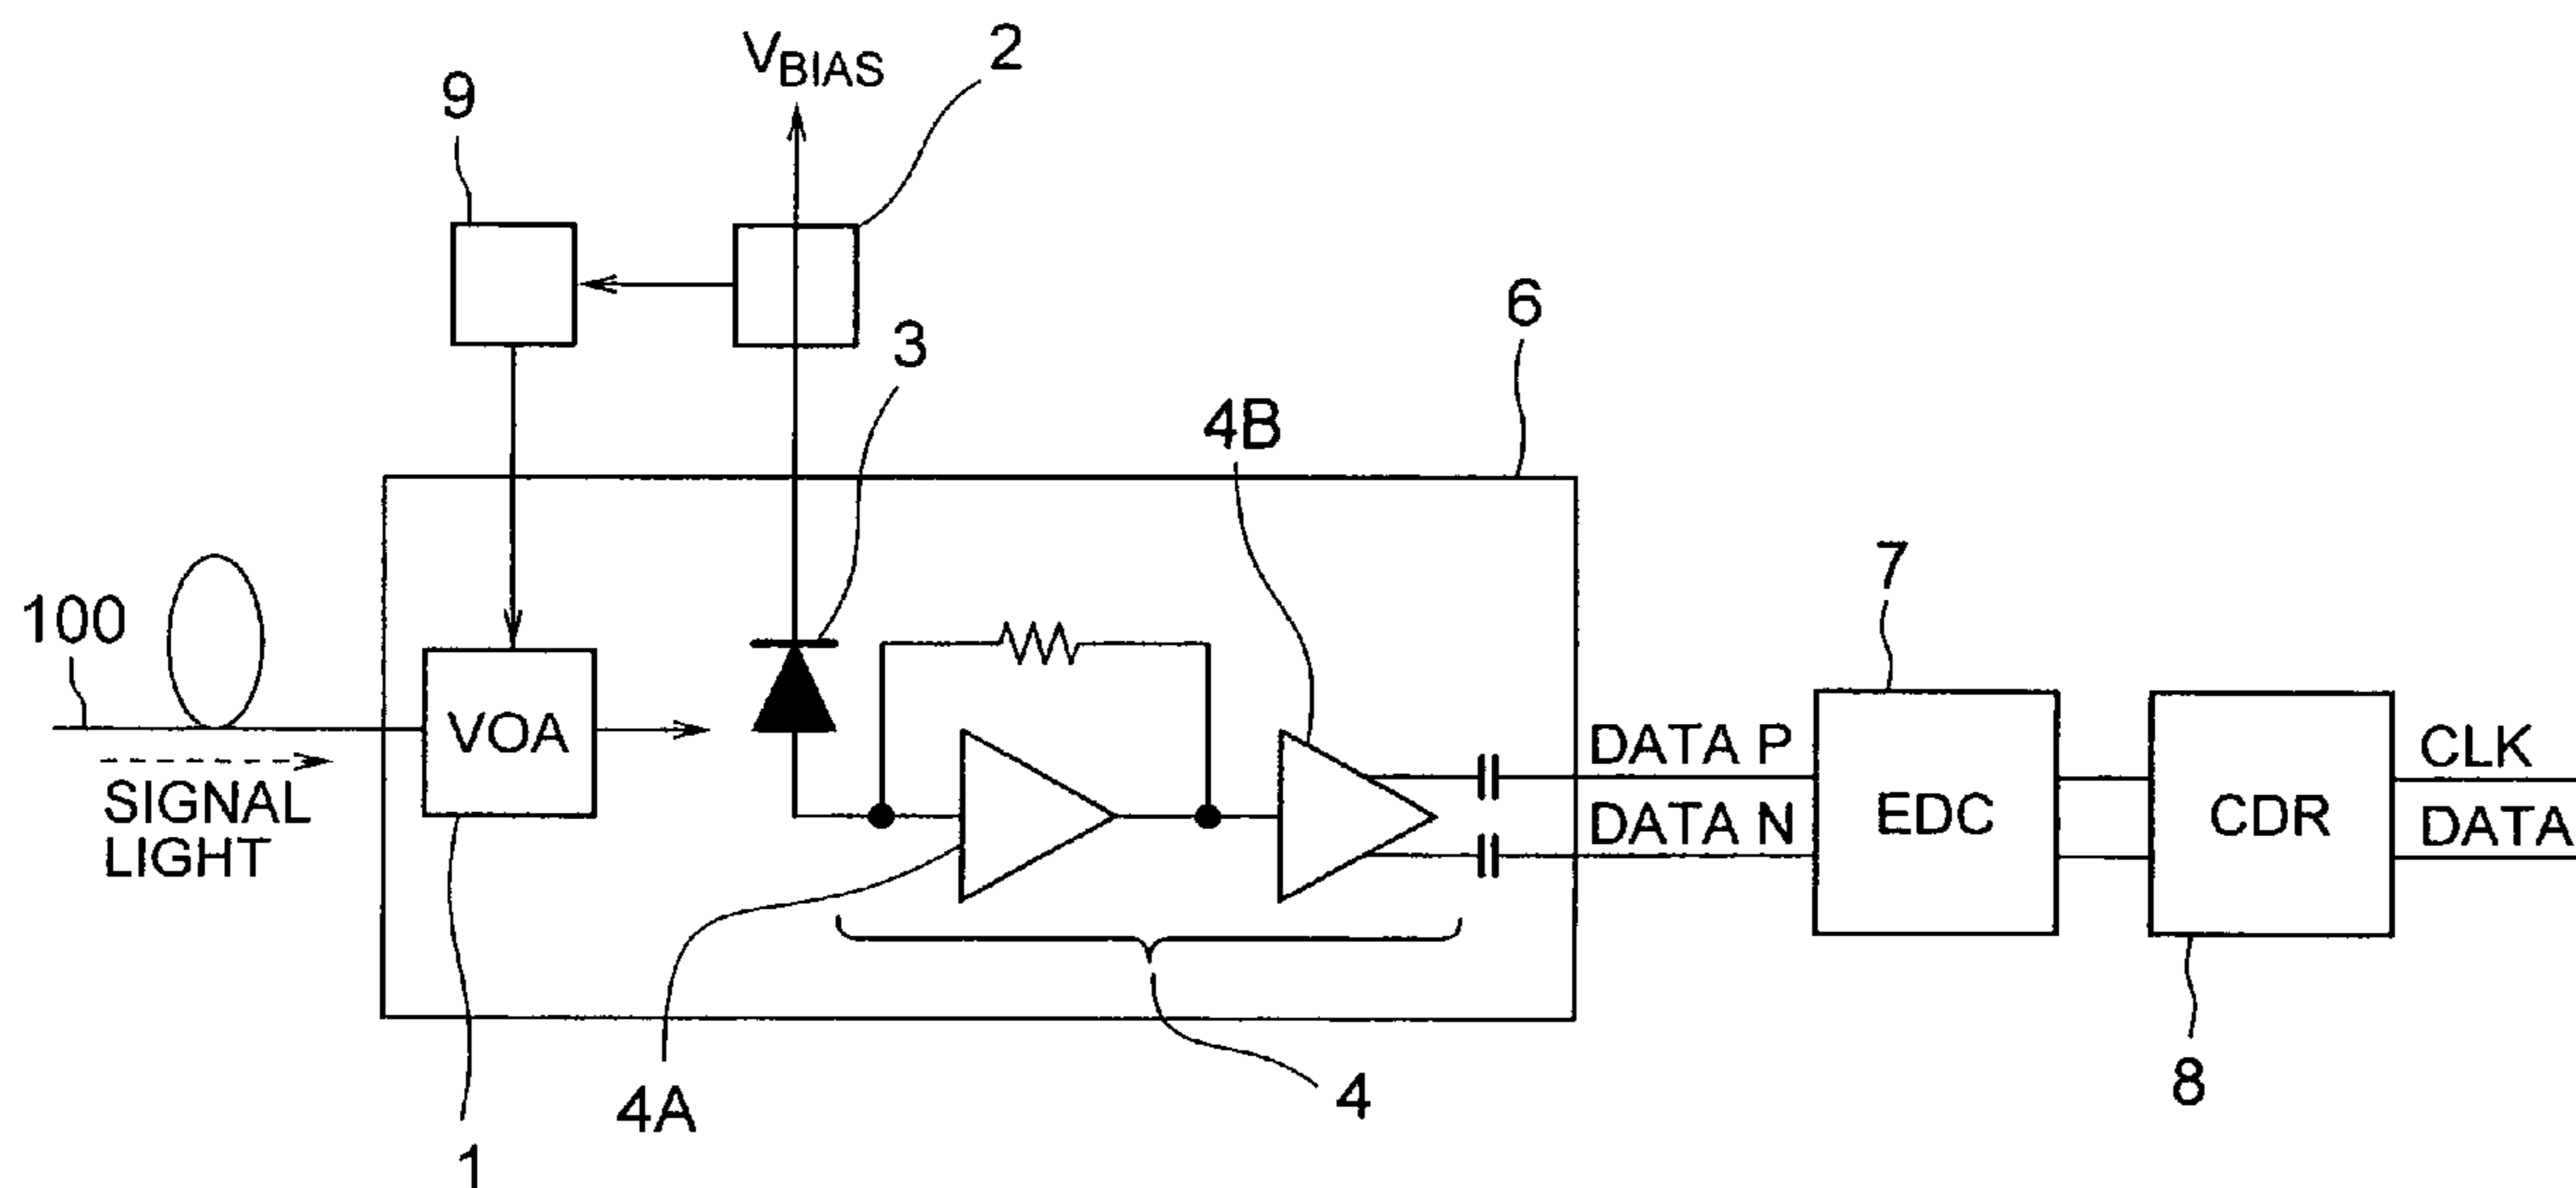 VBIAS
2
9
3
6
4B
7
100
VOA
SIGNAL
LIGHT
DATA P
DATA N
EDC
CDR
CLK
DATA
4A
4
8
1